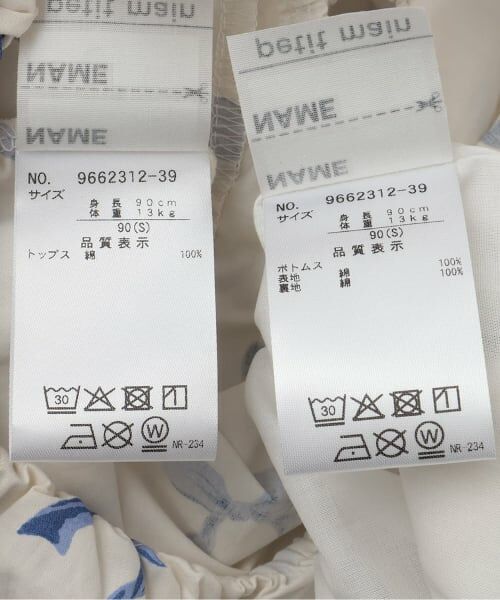 NAME
NAME
NO. 9662312-39
サイズ
身長 90cm
体重 13kg
90(S)
品質表示
トップス 綿 100%
30
W
NR-234
petit main
NAME
NAME
NO. 9662312-39
サイズ
身長 90cm
体重 13kg
90(S)
品質表示
ボトムス
表地 綿 100%
裏地 綿 100%
30
W
NR-234